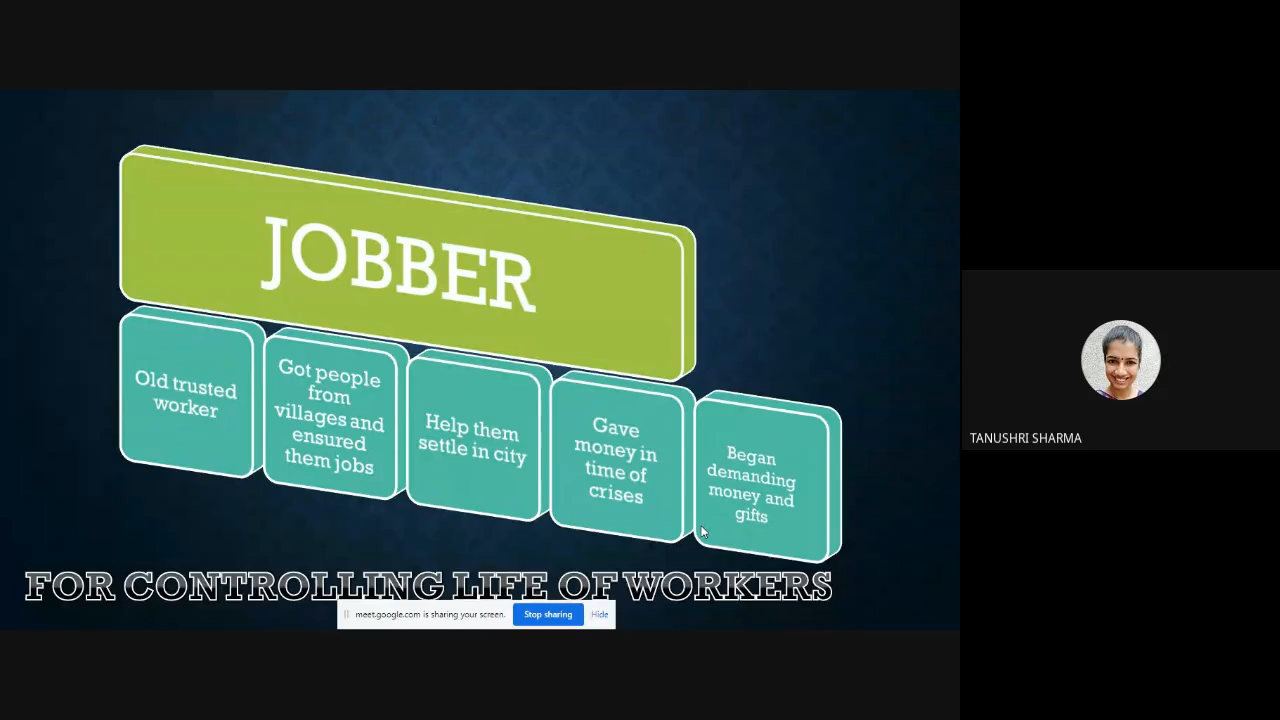 JOBBER
Old trusted
worker
Got people
from
villages and
ensured
them jobs
Help them
settle in city
Gave
money in
time of
crises
Began
demanding
money and
gifts
FOR CONTROLLING LIFE OF WORKERS
meet.google.com is sharing your screen.
Stop sharing
Hide
TANUSHRI SHARMA